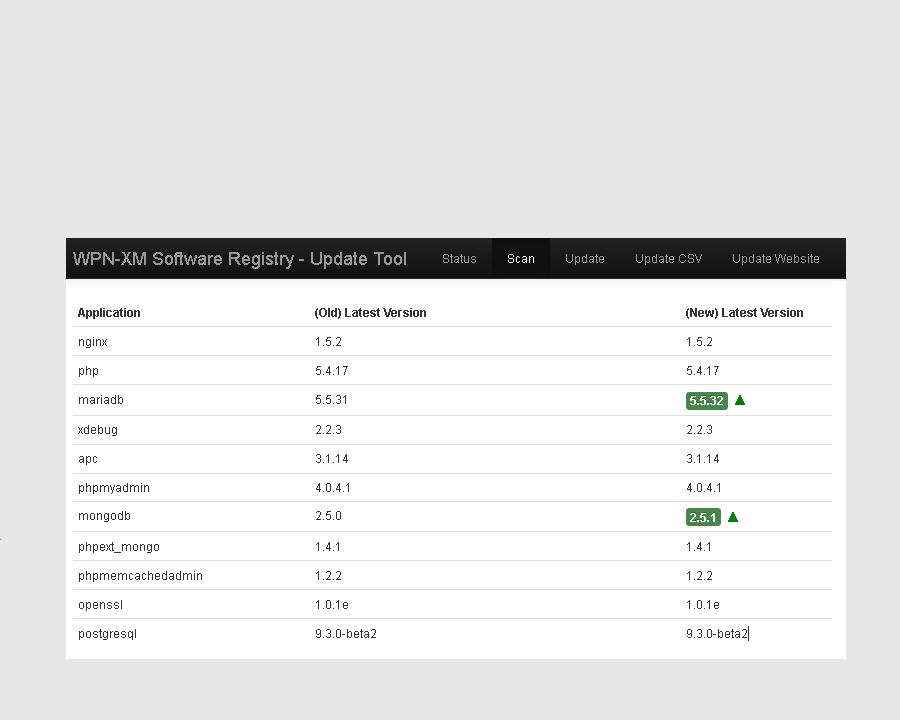 WPN-XM Software Registry - Update Tool Status Scan Update Update CSV Update Website
Application (Old) Latest Version (New) Latest Version
nginx 1.5.2 1.5.2
php 5.4.17 5.4.17
mariadb 5.5.31 5.5.32 ▲
xdebug 2.2.3 2.2.3
apc 3.1.14 3.1.14
phpmyadmin 4.0.4.1 4.0.4.1
mongodb 2.5.0 2.5.1 ▲
phpext_mongo 1.4.1 1.4.1
phpmemcachedadmin 1.2.2 1.2.2
openssl 1.0.1e 1.0.1e
postgresql 9.3.0-beta2 9.3.0-beta2